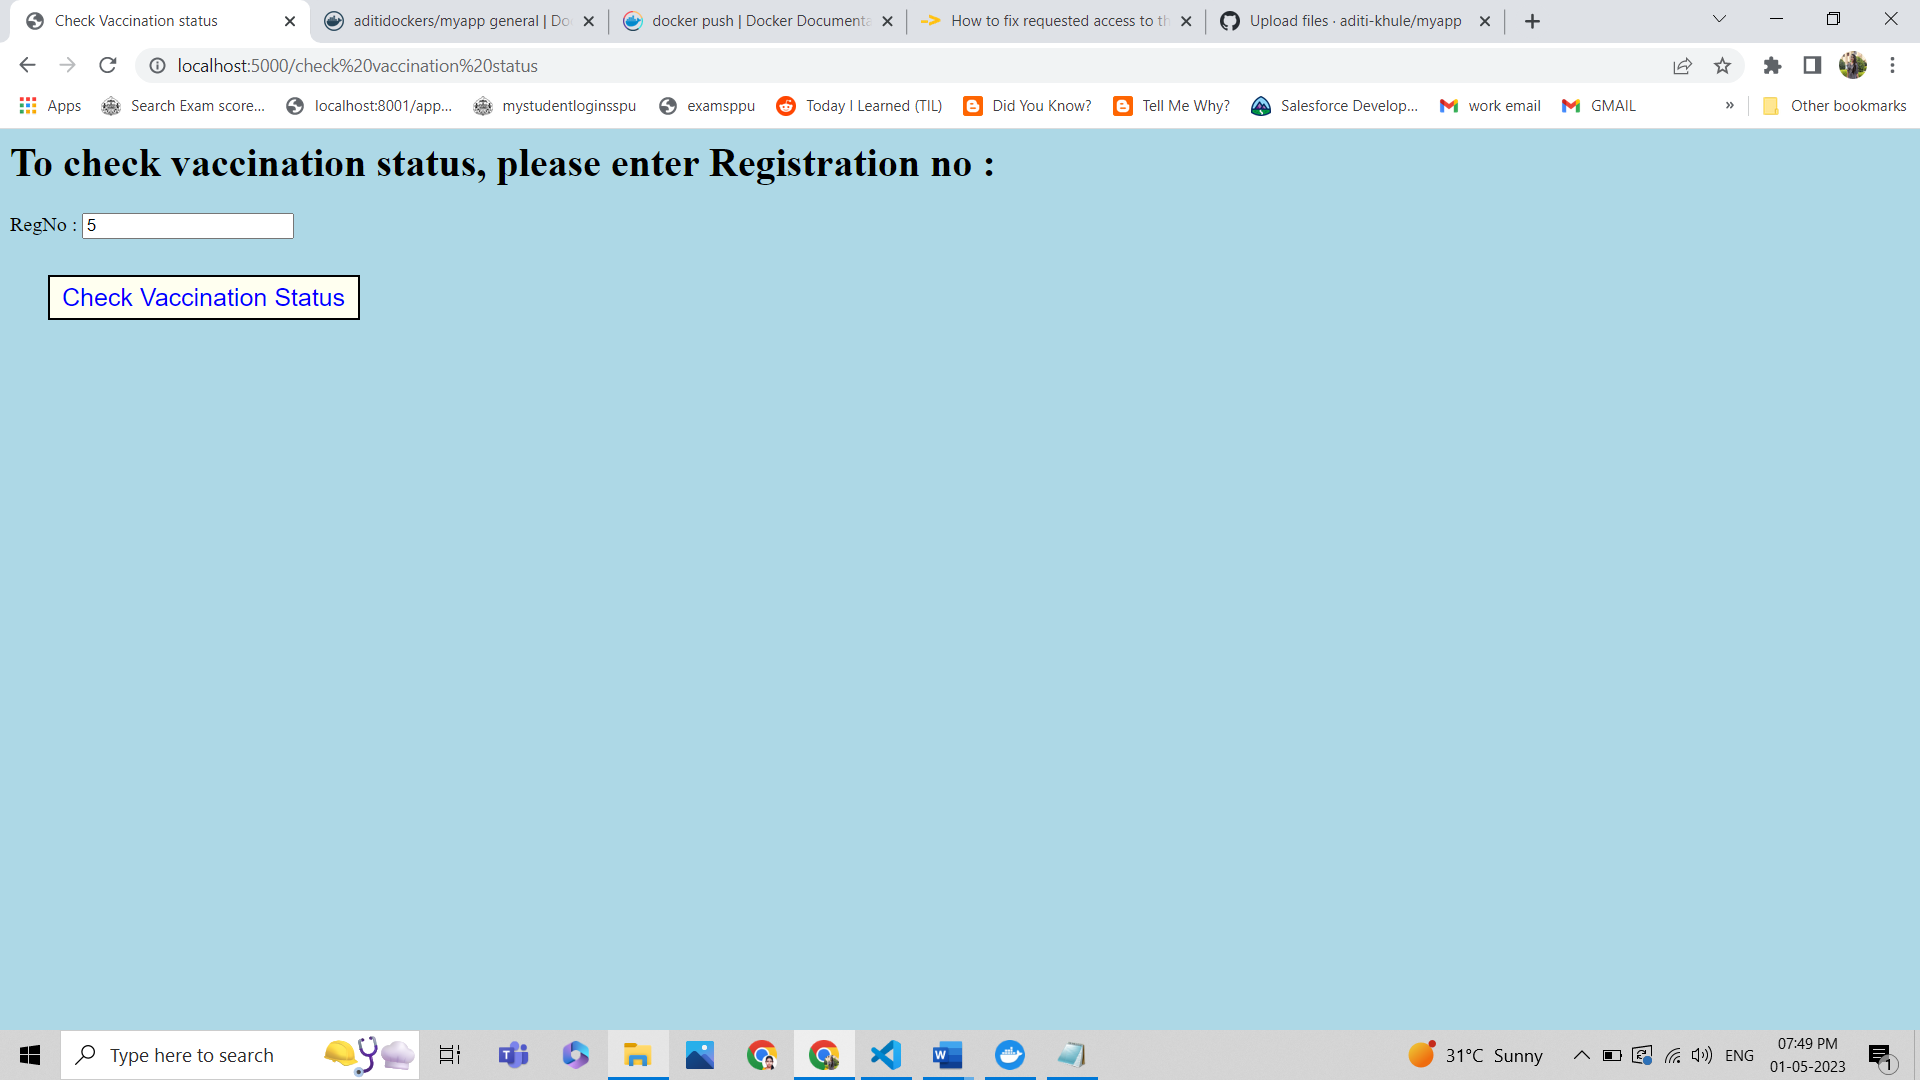 Check Vaccination status
aditidockers/myapp general | Do
docker push | Docker Documenta
How to fix requested access to th
Upload files · aditi-khule/myapp
localhost:5000/check%20vaccination%20status
Apps
Search Exam score...
localhost:8001/app...
mystudentloginsspu
examsppu
Today I Learned (TIL)
Did You Know?
Tell Me Why?
Salesforce Develop...
work email
GMAIL
»
Other bookmarks
To check vaccination status, please enter Registration no :
RegNo : 5
Check Vaccination Status
Type here to search
31°C Sunny
ENG
07:49 PM
01-05-2023
1